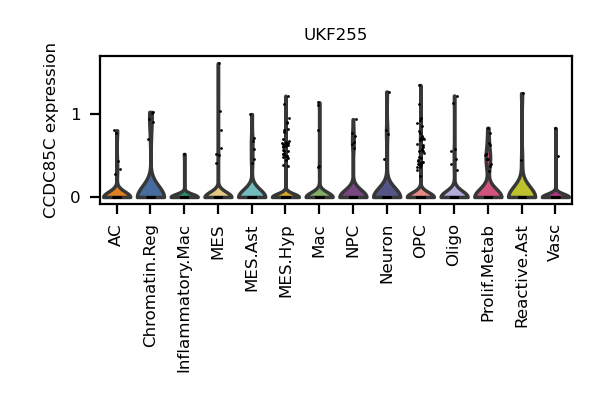 UKF255
CCDC85C expression
1
0
AC
Chromatin.Reg
Inflammatory.Mac
MES
MES.Ast
MES.Hyp
Mac
NPC
Neuron
OPC
Oligo
Prolif.Metab
Reactive.Ast
Vasc